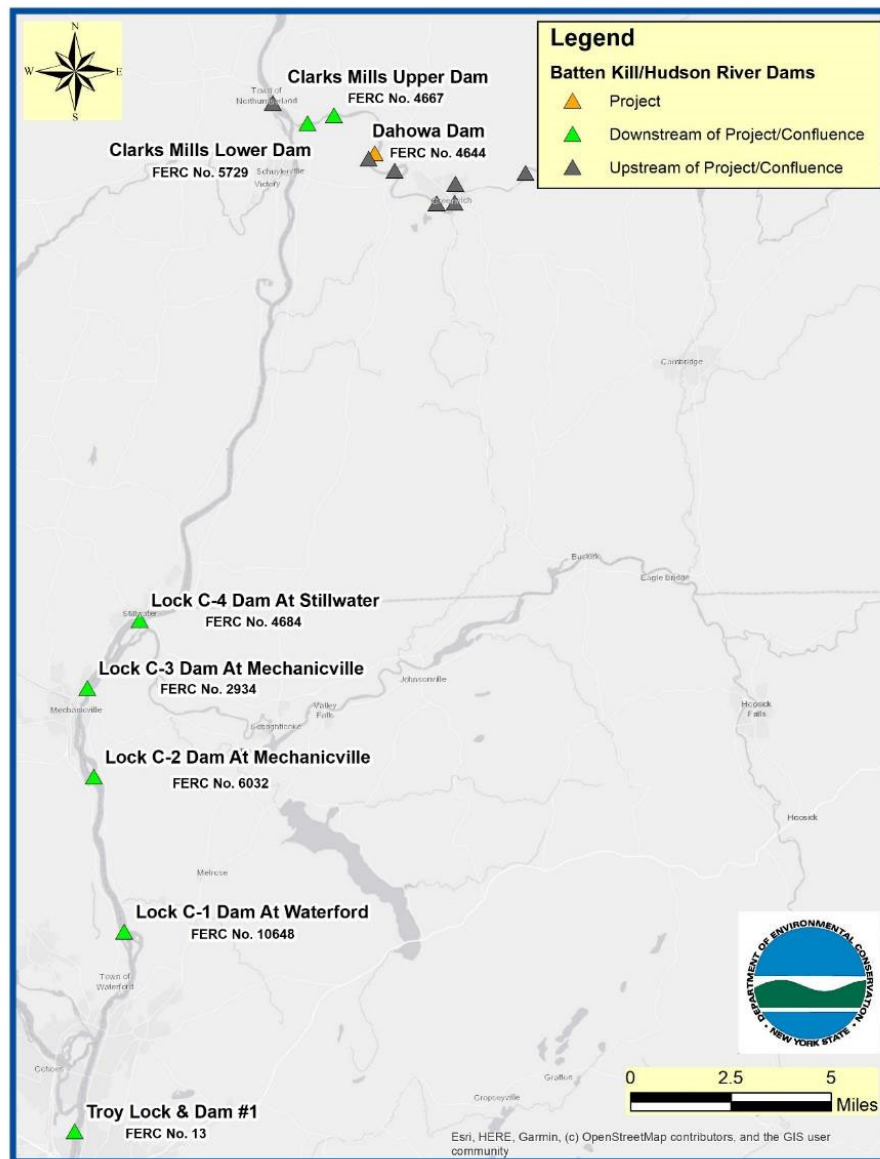 N
W
E
S
Legend
Batten Kill/Hudson River Dams
Project
Downstream of Project/Confluence
Upstream of Project/Confluence
Town of
Northumberland
Clarks Mills Upper Dam
FERC No. 4667
Dahowa Dam
FERC No. 4644
Clarks Mills Lower Dam
FERC No. 5729
Schuylerville
Victory
Cambridge
Buskirk
Eagle bridge
Lock C-4 Dam At Stillwater
FERC No. 4684
Stillwater
Lock C-3 Dam At Mechanicville
FERC No. 2934
Mechanicville
Johnsonville
Valley
Falls
Schaghticoke
Hoosick
Falls
Lock C-2 Dam At Mechanicville
FERC No. 6032
Hoosick
Melrose
Lock C-1 Dam At Waterford
FERC No. 10648
Town of
Waterford
DEPARTMENT OF ENVIRONMENTAL CONSERVATION
NEW YORK STATE
Cohoes
Grafton
Cropseyville
0 2.5 5
Miles
Troy Lock & Dam #1
FERC No. 13
Esri, HERE, Garmin, (c) OpenStreetMap contributors, and the GIS user
community